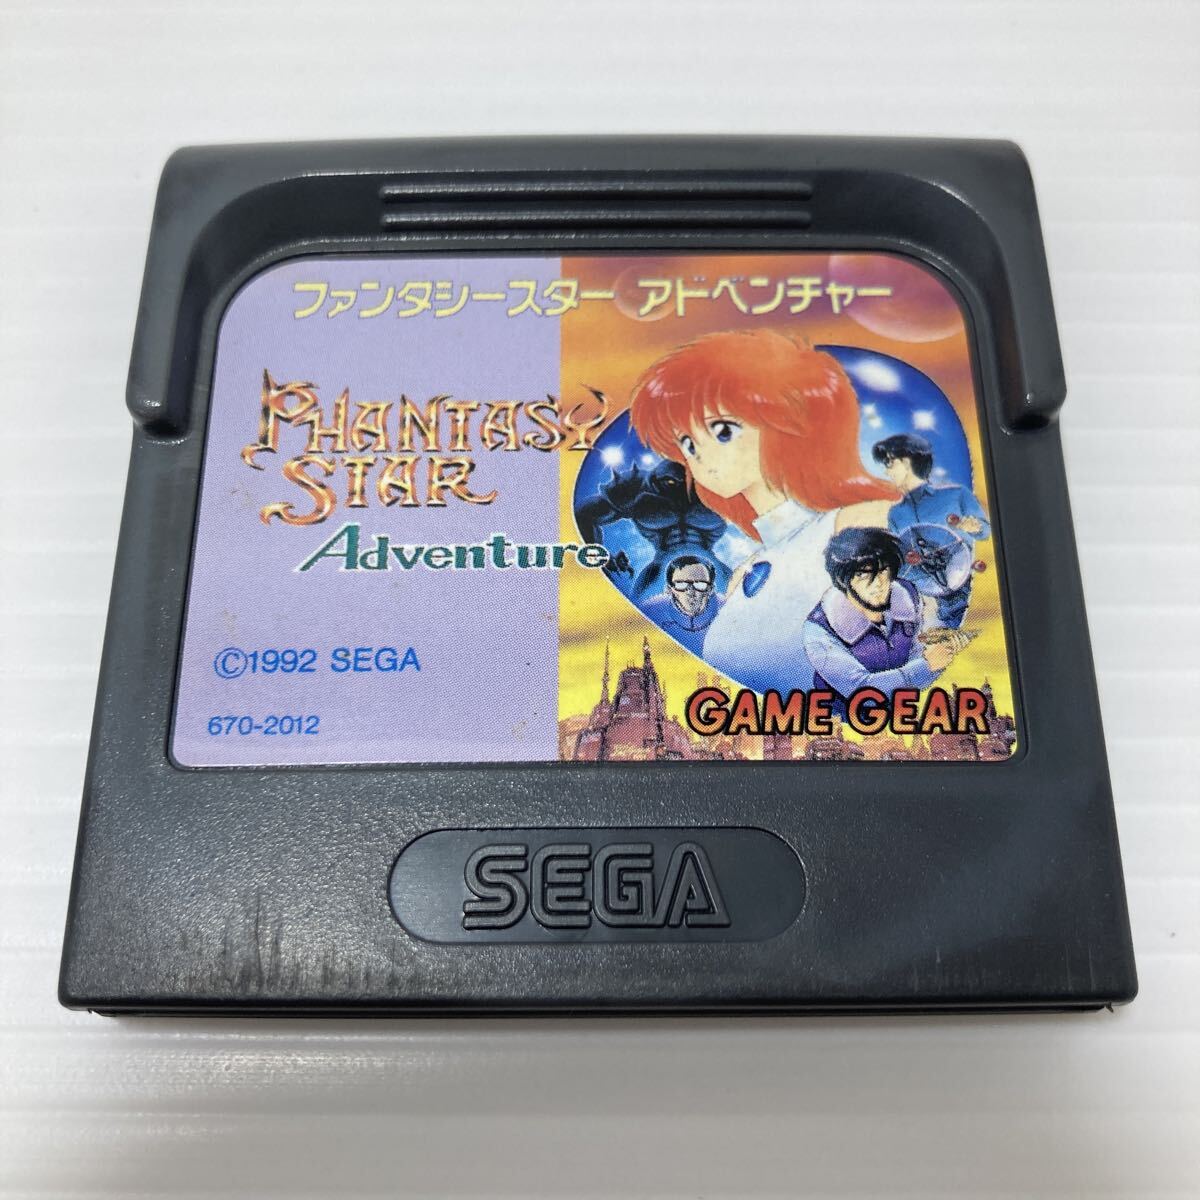 ファンタシースター アドベンチャー
PHANTASY
STAR
Adventure
©1992 SEGA
670-2012
GAME GEAR
SEGA